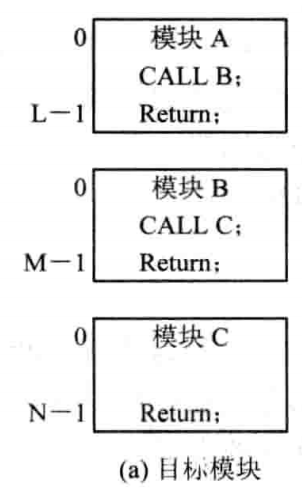 0 模块 A
CALL B;
L－1 Return;
0 模块 B
CALL C;
M－1 Return;
0 模块 C
N－1 Return;
(a) 目标模块